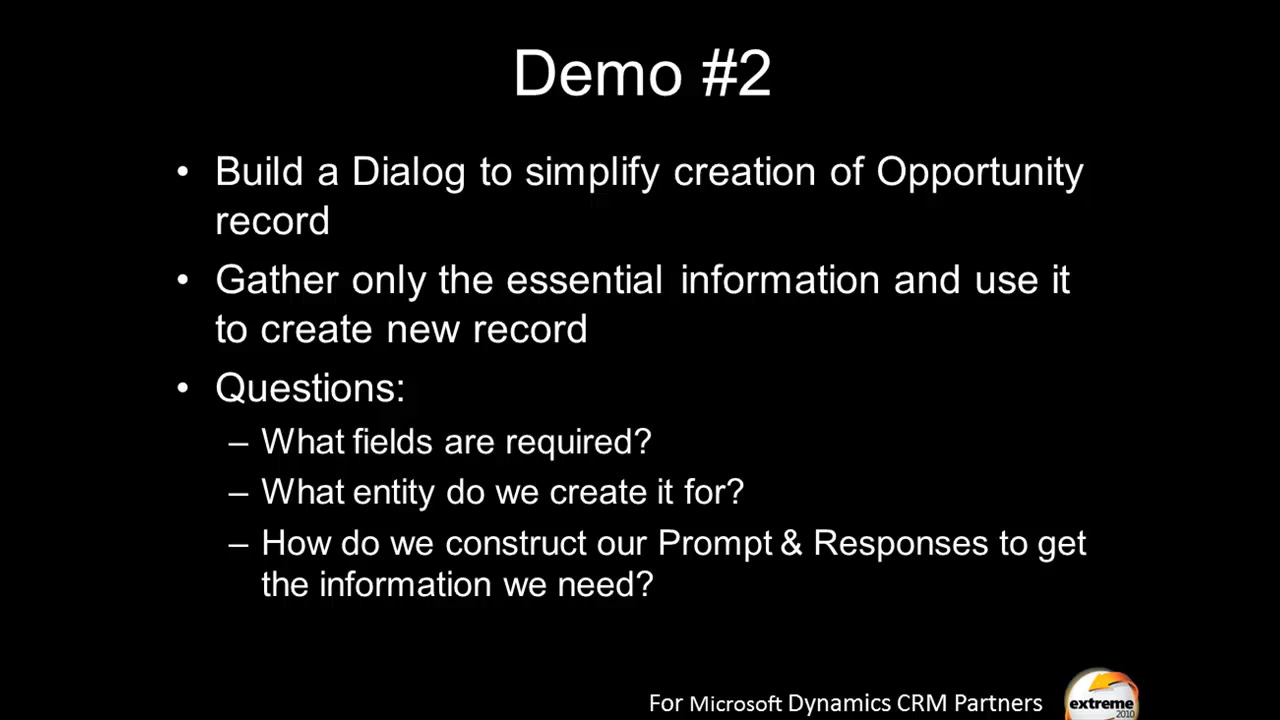 Demo #2
• Build a Dialog to simplify creation of Opportunity
record
• Gather only the essential information and use it
to create new record
• Questions:
– What fields are required?
– What entity do we create it for?
– How do we construct our Prompt & Responses to get
the information we need?
For Microsoft Dynamics CRM Partners
extreme
2010